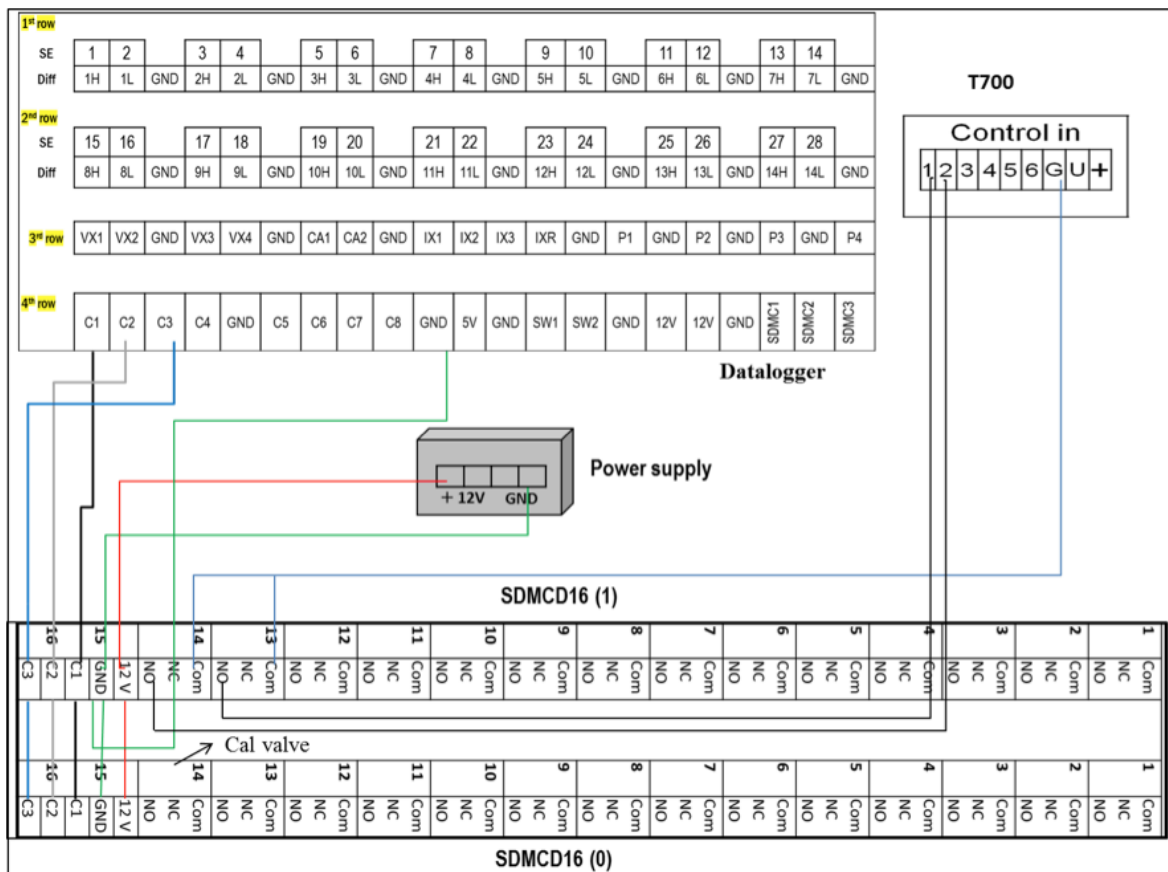 1st row
SE 1 2 3 4 5 6 7 8 9 10 11 12 13 14
Diff 1H 1L GND 2H 2L GND 3H 3L GND 4H 4L GND 5H 5L GND 6H 6L GND 7H 7L GND
2nd row
SE 15 16 17 18 19 20 21 22 23 24 25 26 27 28
Diff 8H 8L GND 9H 9L GND 10H 10L GND 11H 11L GND 12H 12L GND 13H 13L GND 14H 14L GND
3rd row VX1 VX2 GND VX3 VX4 GND CA1 CA2 GND IX1 IX2 IX3 IXR GND P1 GND P2 GND P3 GND P4
4th row
C1 C2 C3 C4 GND C5 C6 C7 C8 GND 5V GND SW1 SW2 GND 12V 12V GND SDMC1 SDMC2 SDMC3
Datalogger
T700
Control in
1 2 3 4 5 6 G U +
Power supply
+ 12V GND
SDMCD16 (1)
16 15 14 13 12 11 10 9 8 7 6 5 4 3 2 1
C3 C2 C1 GND 12 V NO NC Com NO NC Com NO NC Com NO NC Com NO NC Com NO NC Com NO NC Com NO NC Com NO NC Com NO NC Com NO NC Com NO NC Com NO NC Com NO NC Com
Cal valve
16 15 14 13 12 11 10 9 8 7 6 5 4 3 2 1
C3 C2 C1 GND 12 V NO NC Com NO NC Com NO NC Com NO NC Com NO NC Com NO NC Com NO NC Com NO NC Com NO NC Com NO NC Com NO NC Com NO NC Com NO NC Com NO NC Com
SDMCD16 (0)